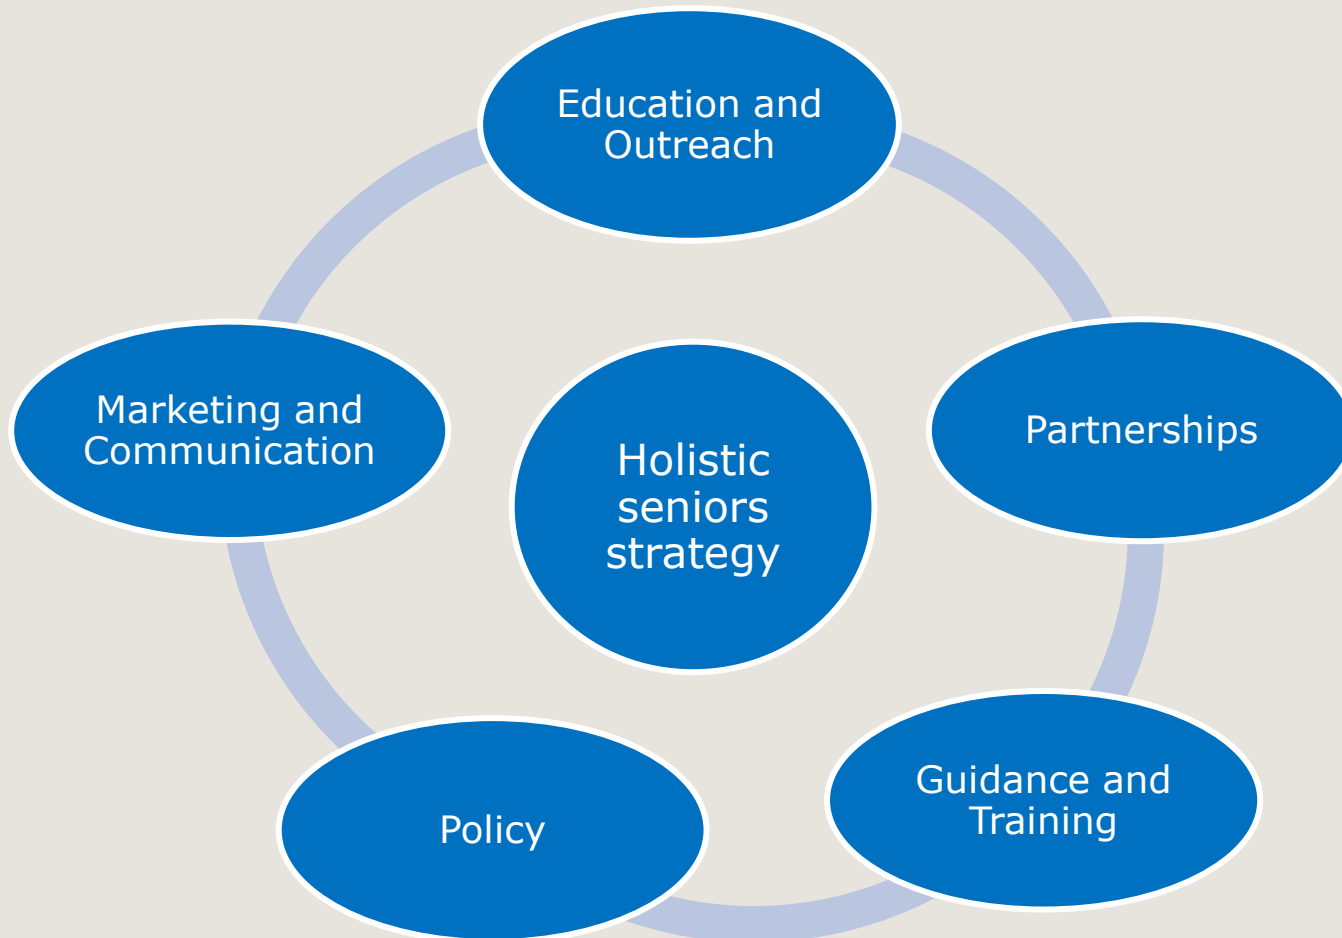 Education and
Outreach
Partnerships
Guidance and
Training
Policy
Marketing and
Communication
Holistic
seniors
strategy